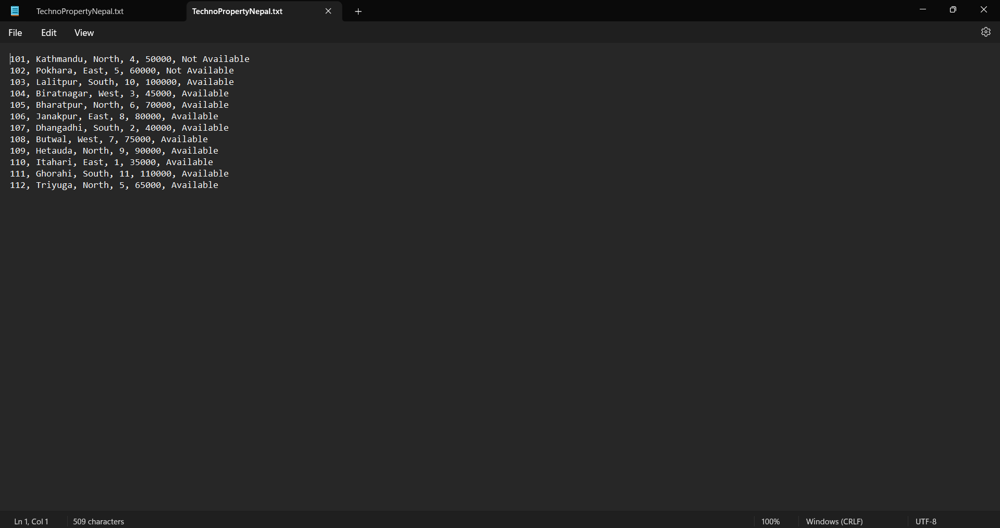 TechnoPropertyNepal.txt
TechnoPropertyNepal.txt
File Edit View
101, Kathmandu, North, 4, 50000, Not Available
102, Pokhara, East, 5, 60000, Not Available
103, Lalitpur, South, 10, 100000, Available
104, Biratnagar, West, 3, 45000, Available
105, Bharatpur, North, 6, 70000, Available
106, Janakpur, East, 8, 80000, Available
107, Dhangadhi, South, 2, 40000, Available
108, Butwal, West, 7, 75000, Available
109, Hetauda, North, 9, 90000, Available
110, Itahari, East, 1, 35000, Available
111, Ghorahi, South, 11, 110000, Available
112, Triyuga, North, 5, 65000, Available
Ln 1, Col 1 509 characters 100% Windows (CRLF) UTF-8